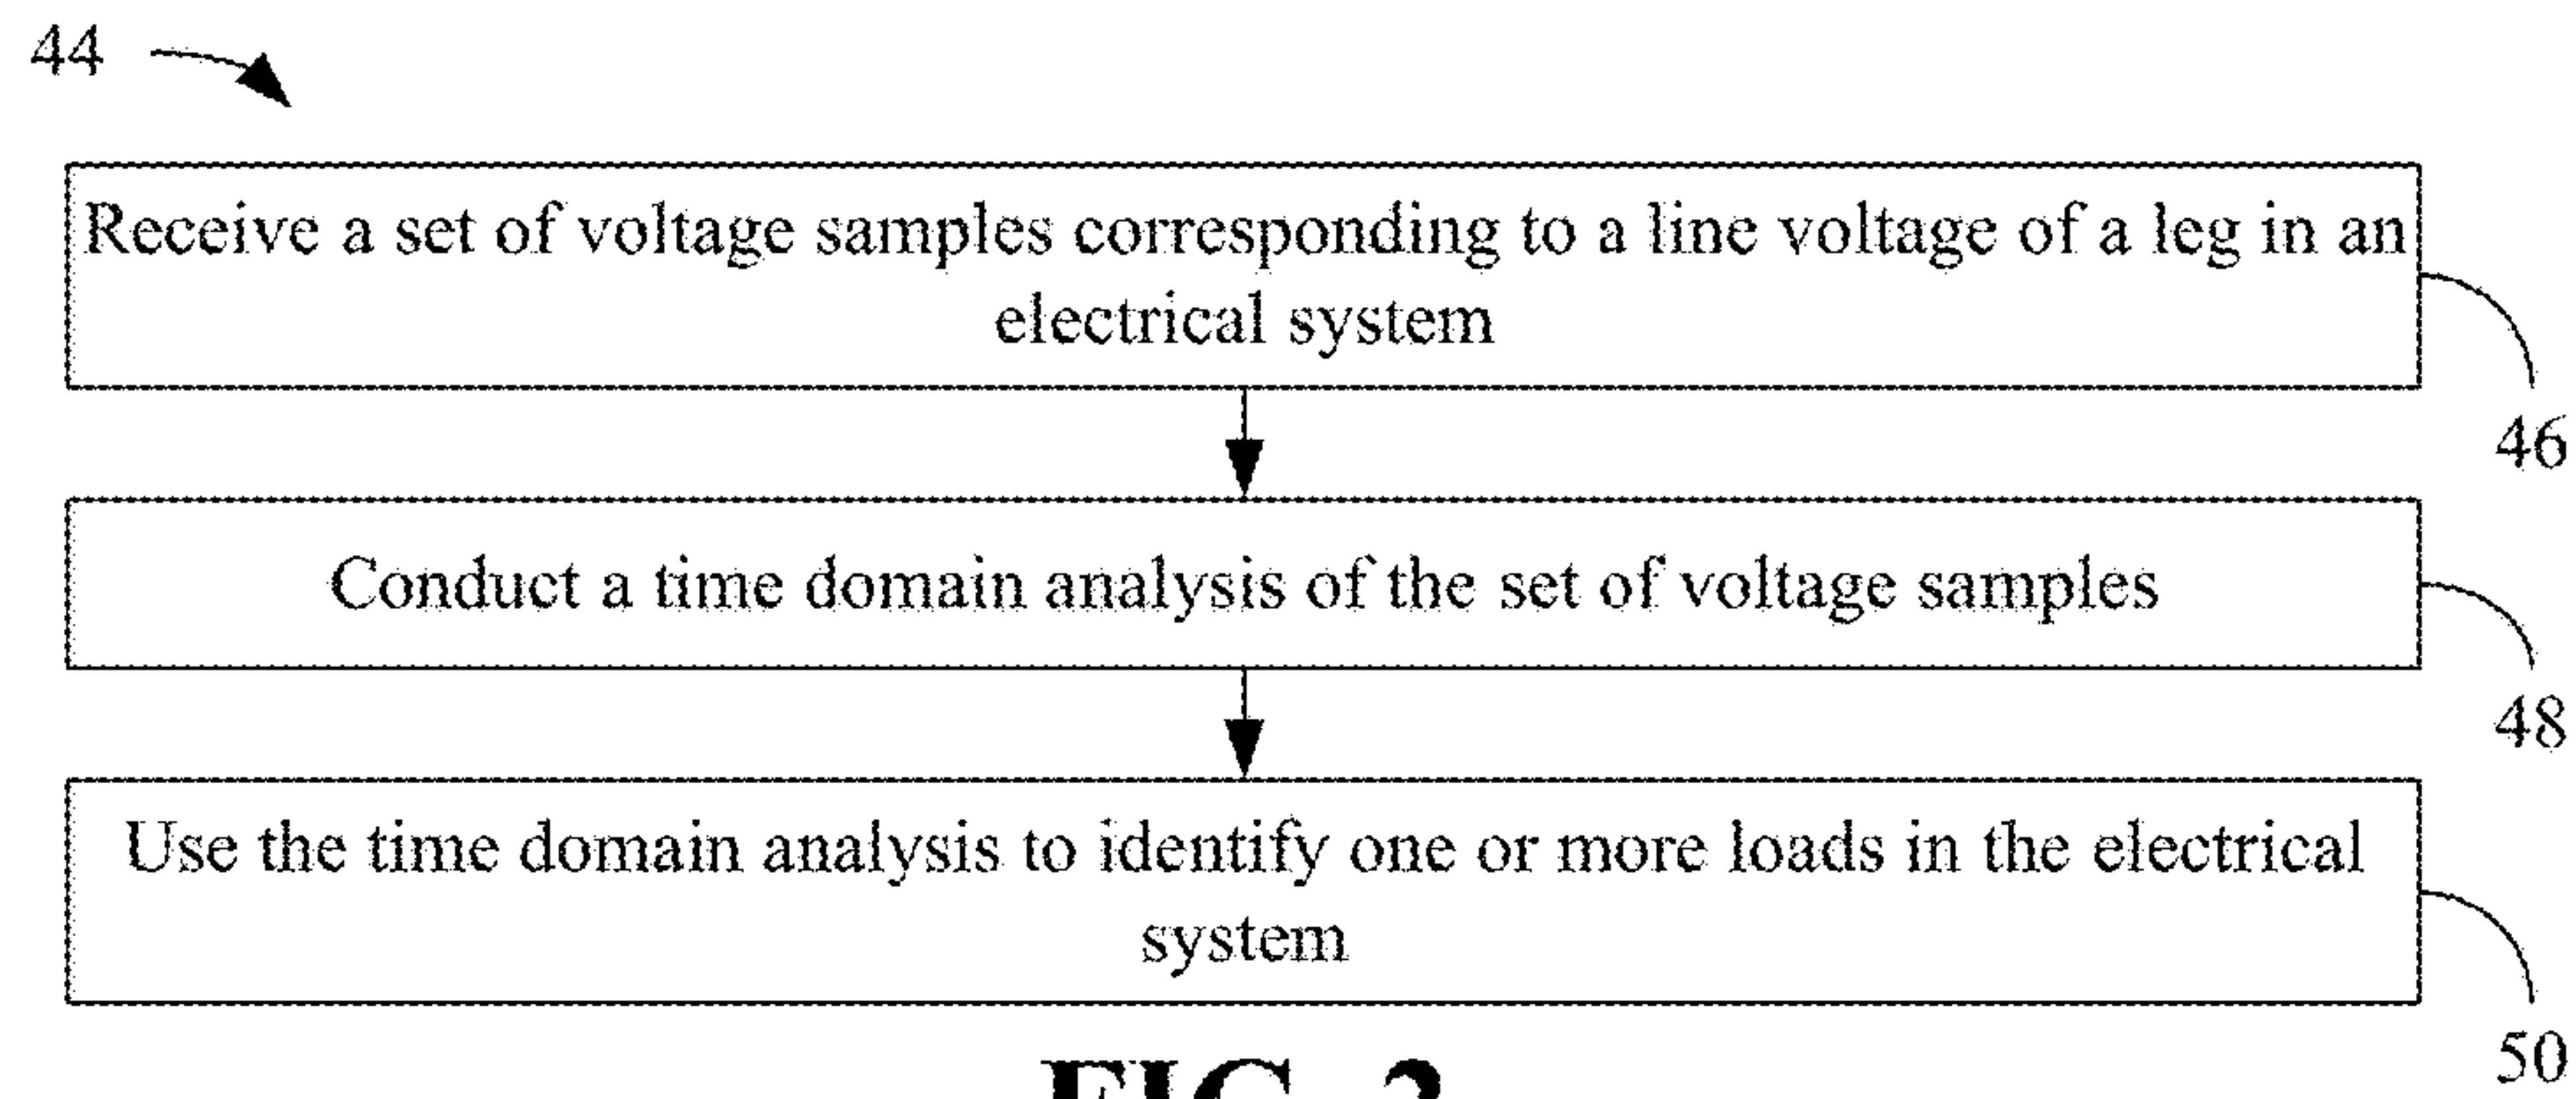 44
Receive a set of voltage samples corresponding to a line voltage of a leg in an
electrical system
46
Conduct a time domain analysis of the set of voltage samples
48
Use the time domain analysis to identify one or more loads in the electrical
system
50